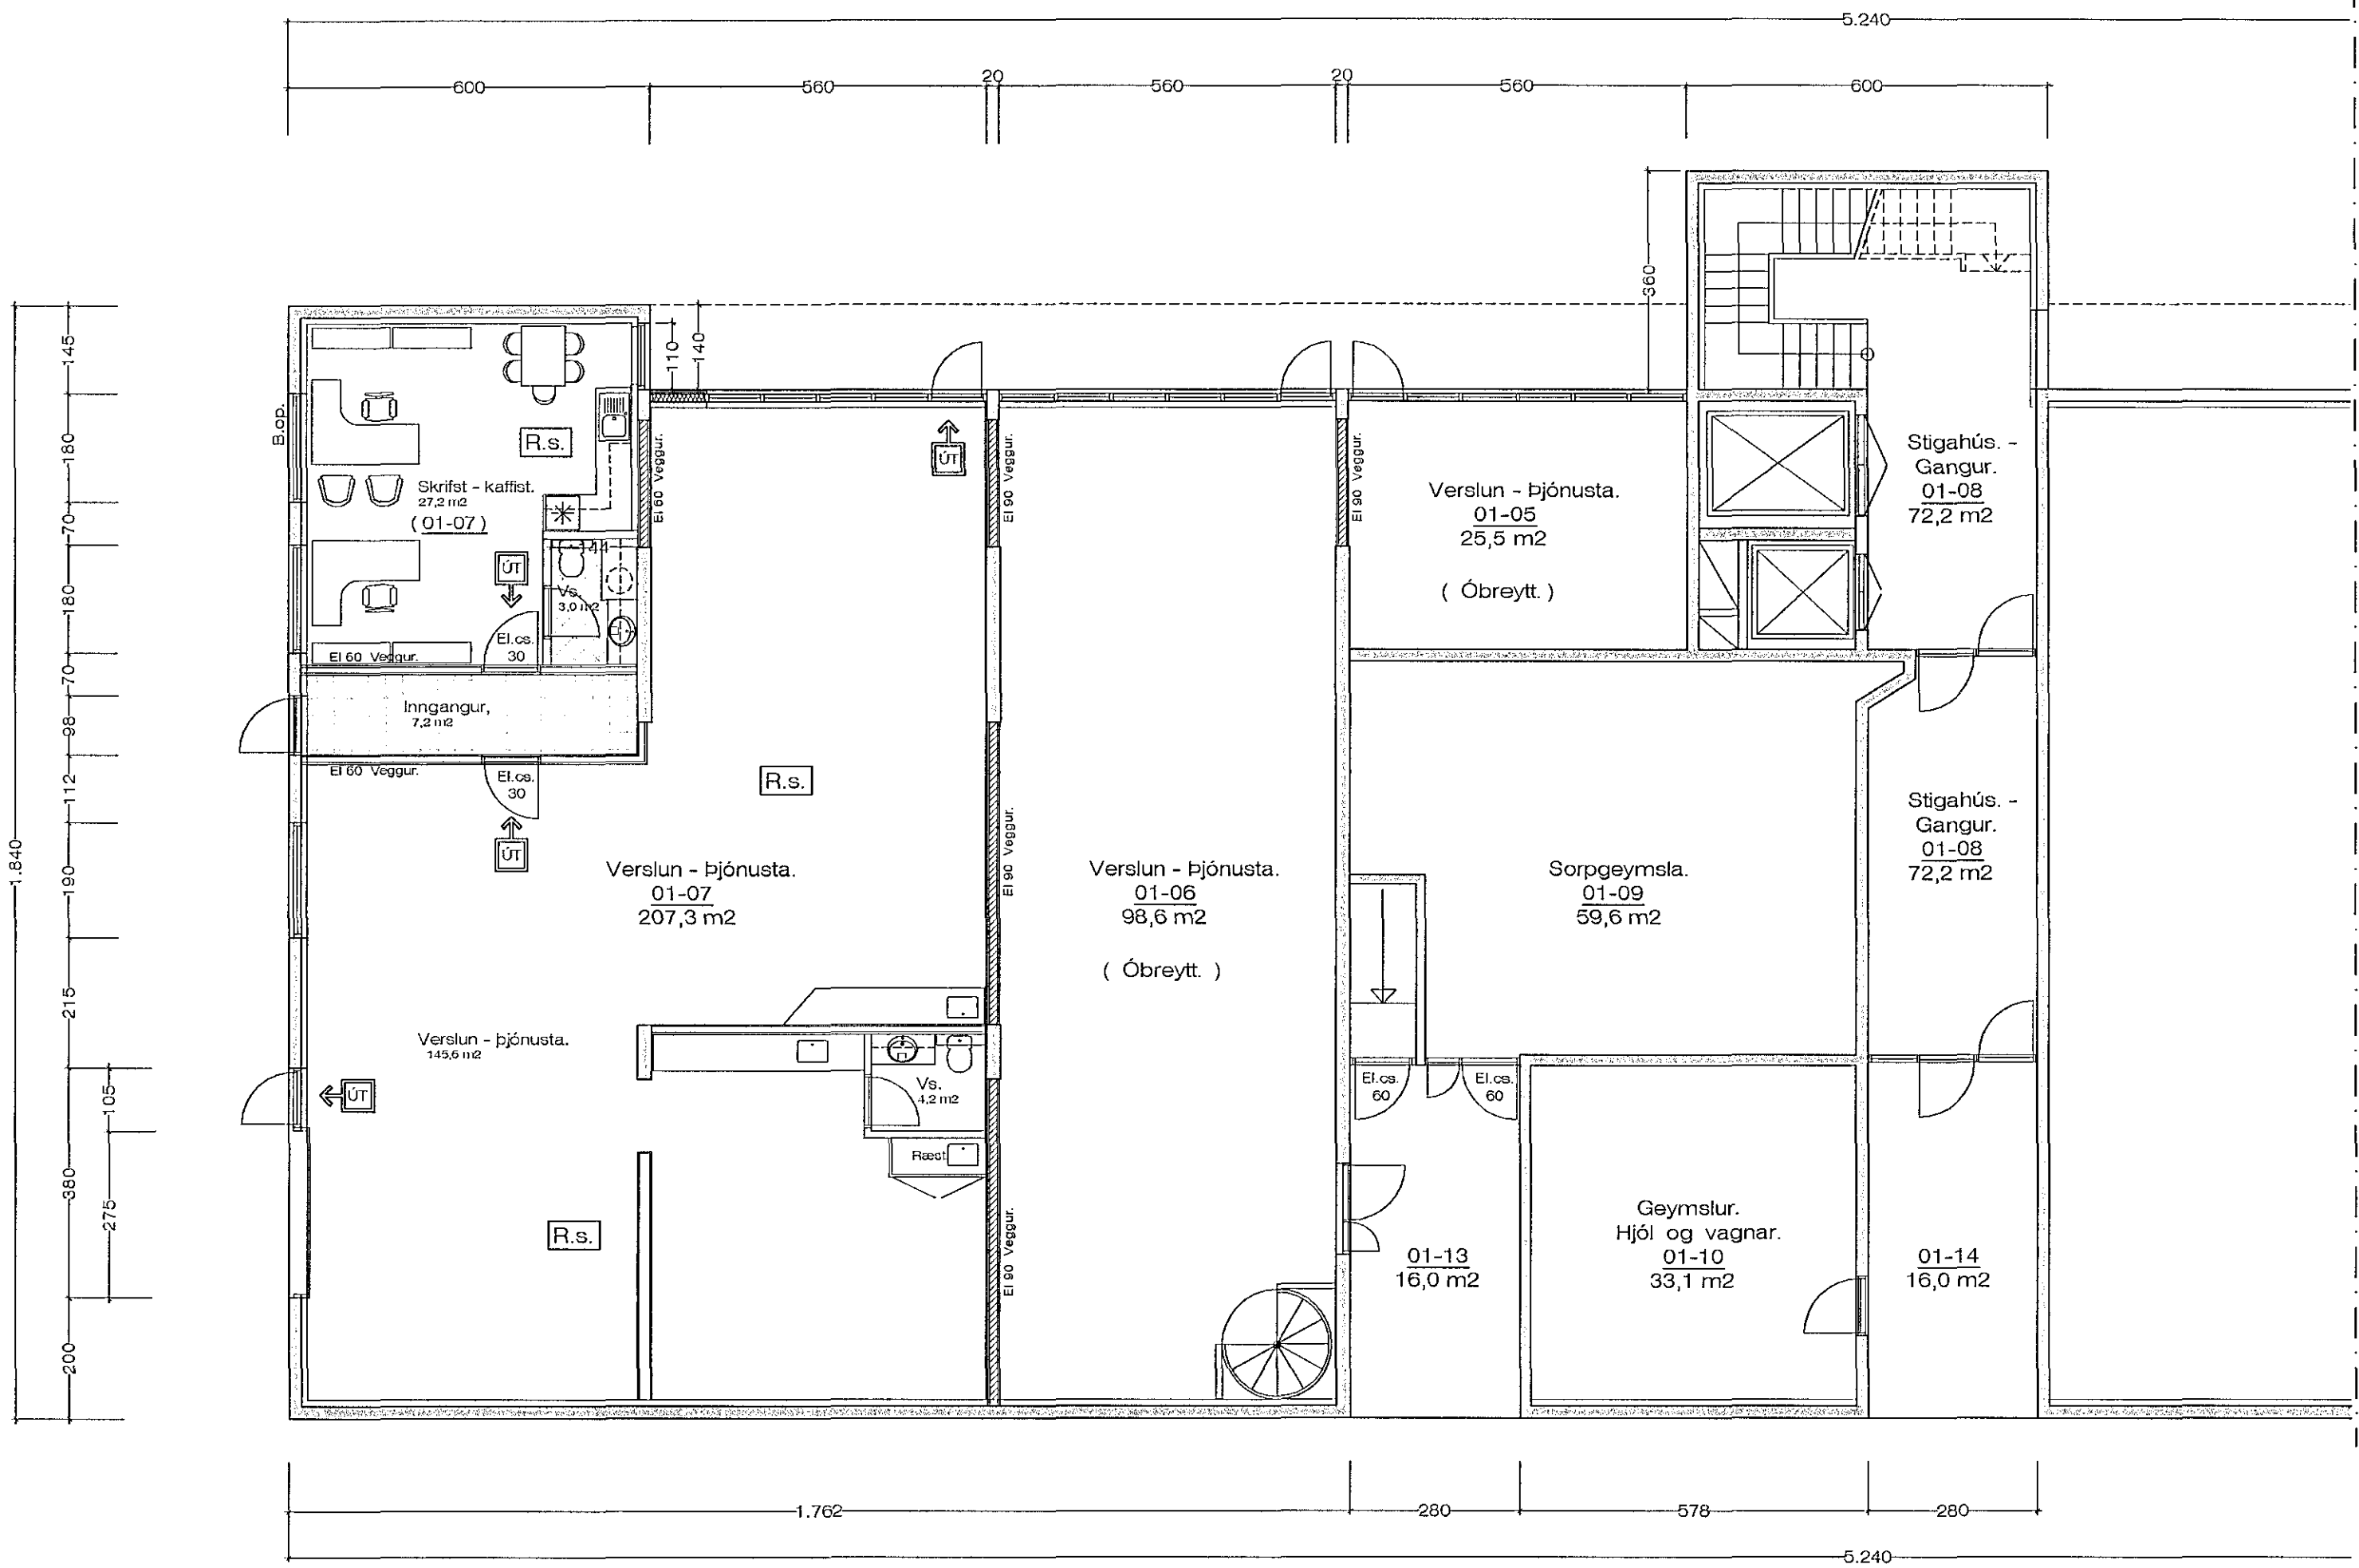 5.240
600
560
20
560
20
560
600
360
145
180
70
180
70
98
112
190
215
380
200
105
275
1.840
110
140
B.op.
R.s.
Skrifst - kaffist.
27,2 m2
(01-07)
ÚT
44
Vs.
3,0 m2
El.cs.
30
EI 60 Veggur.
EI 60 Veggur.
Inngangur,
7,2 m2
EI 60 Veggur.
El.cs.
30
ÚT
ÚT
R.s.
Verslun - Þjónusta.
01-07
207,3 m2
Verslun - þjónusta.
145,6 m2
ÚT
R.s.
Vs.
4,2 m2
Ræst.
EI 90 Veggur.
EI 90 Veggur.
EI 90 Veggur.
Verslun - Þjónusta.
01-06
98,6 m2
( Óbreytt. )
EI 90 Veggur.
Verslun - Þjónusta.
01-05
25,5 m2
( Óbreytt. )
Stigahús. -
Gangur.
01-08
72,2 m2
Stigahús. -
Gangur.
01-08
72,2 m2
Sorpgeymsla.
01-09
59,6 m2
El.cs.
60
El.cs.
60
01-13
16,0 m2
Geymslur.
Hjól og vagnar.
01-10
33,1 m2
01-14
16,0 m2
1.762
280
578
280
5.240